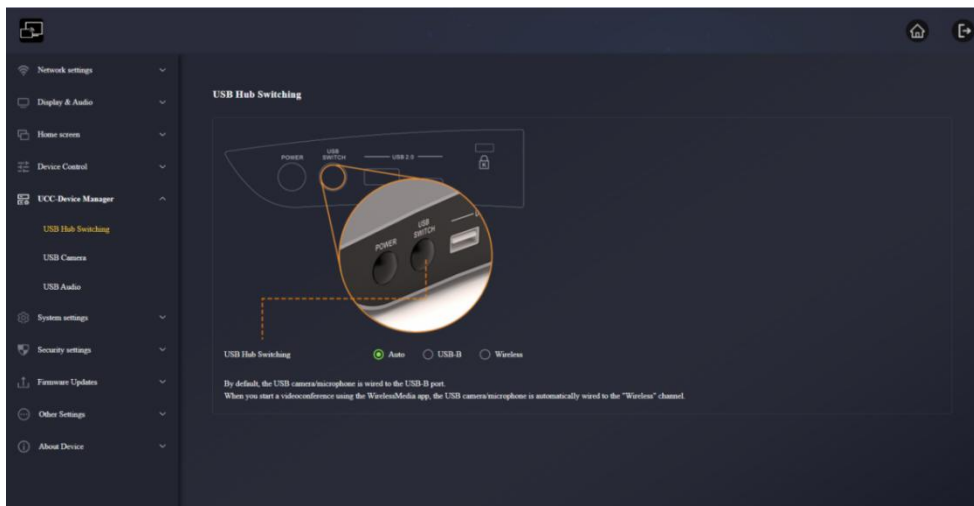 Network settings
Display & Audio
Home screen
Device Control
UCC-Device Manager
USB Hub Switching
USB Camera
USB Audio
System settings
Security settings
Firmware Updates
Other Settings
About Device
USB Hub Switching
POWER
USB
SWITCH
USB 2.0
POWER
USB
SWITCH
USB Hub Switching
Auto
USB-B
Wireless
By default, the USB camera/microphone is wired to the USB-B port.
When you start a videoconference using the WirelessMedia app, the USB camera/microphone is automatically wired to the "Wireless" channel.